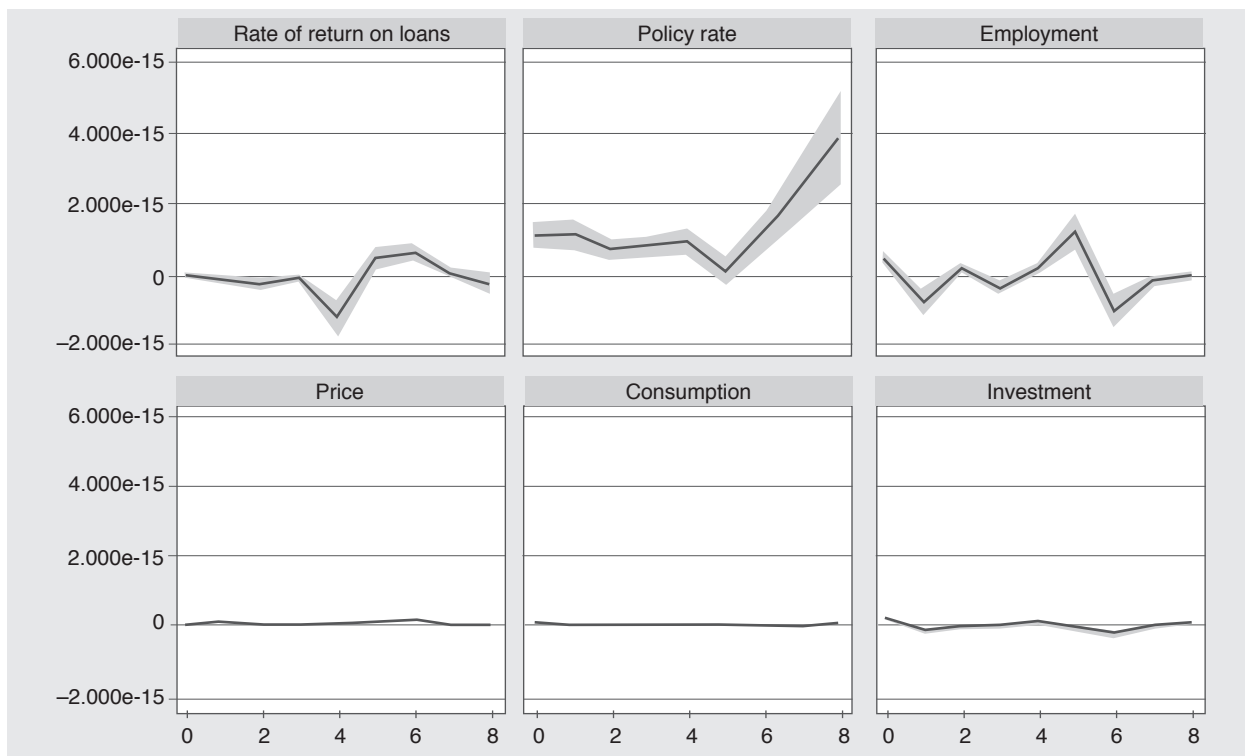 Rate of return on loans Policy rate Employment
6.000e-15
4.000e-15
2.000e-15
0
–2.000e-15
Price Consumption Investment
6.000e-15
4.000e-15
2.000e-15
0
–2.000e-15
0 2 4 6 8 0 2 4 6 8 0 2 4 6 8